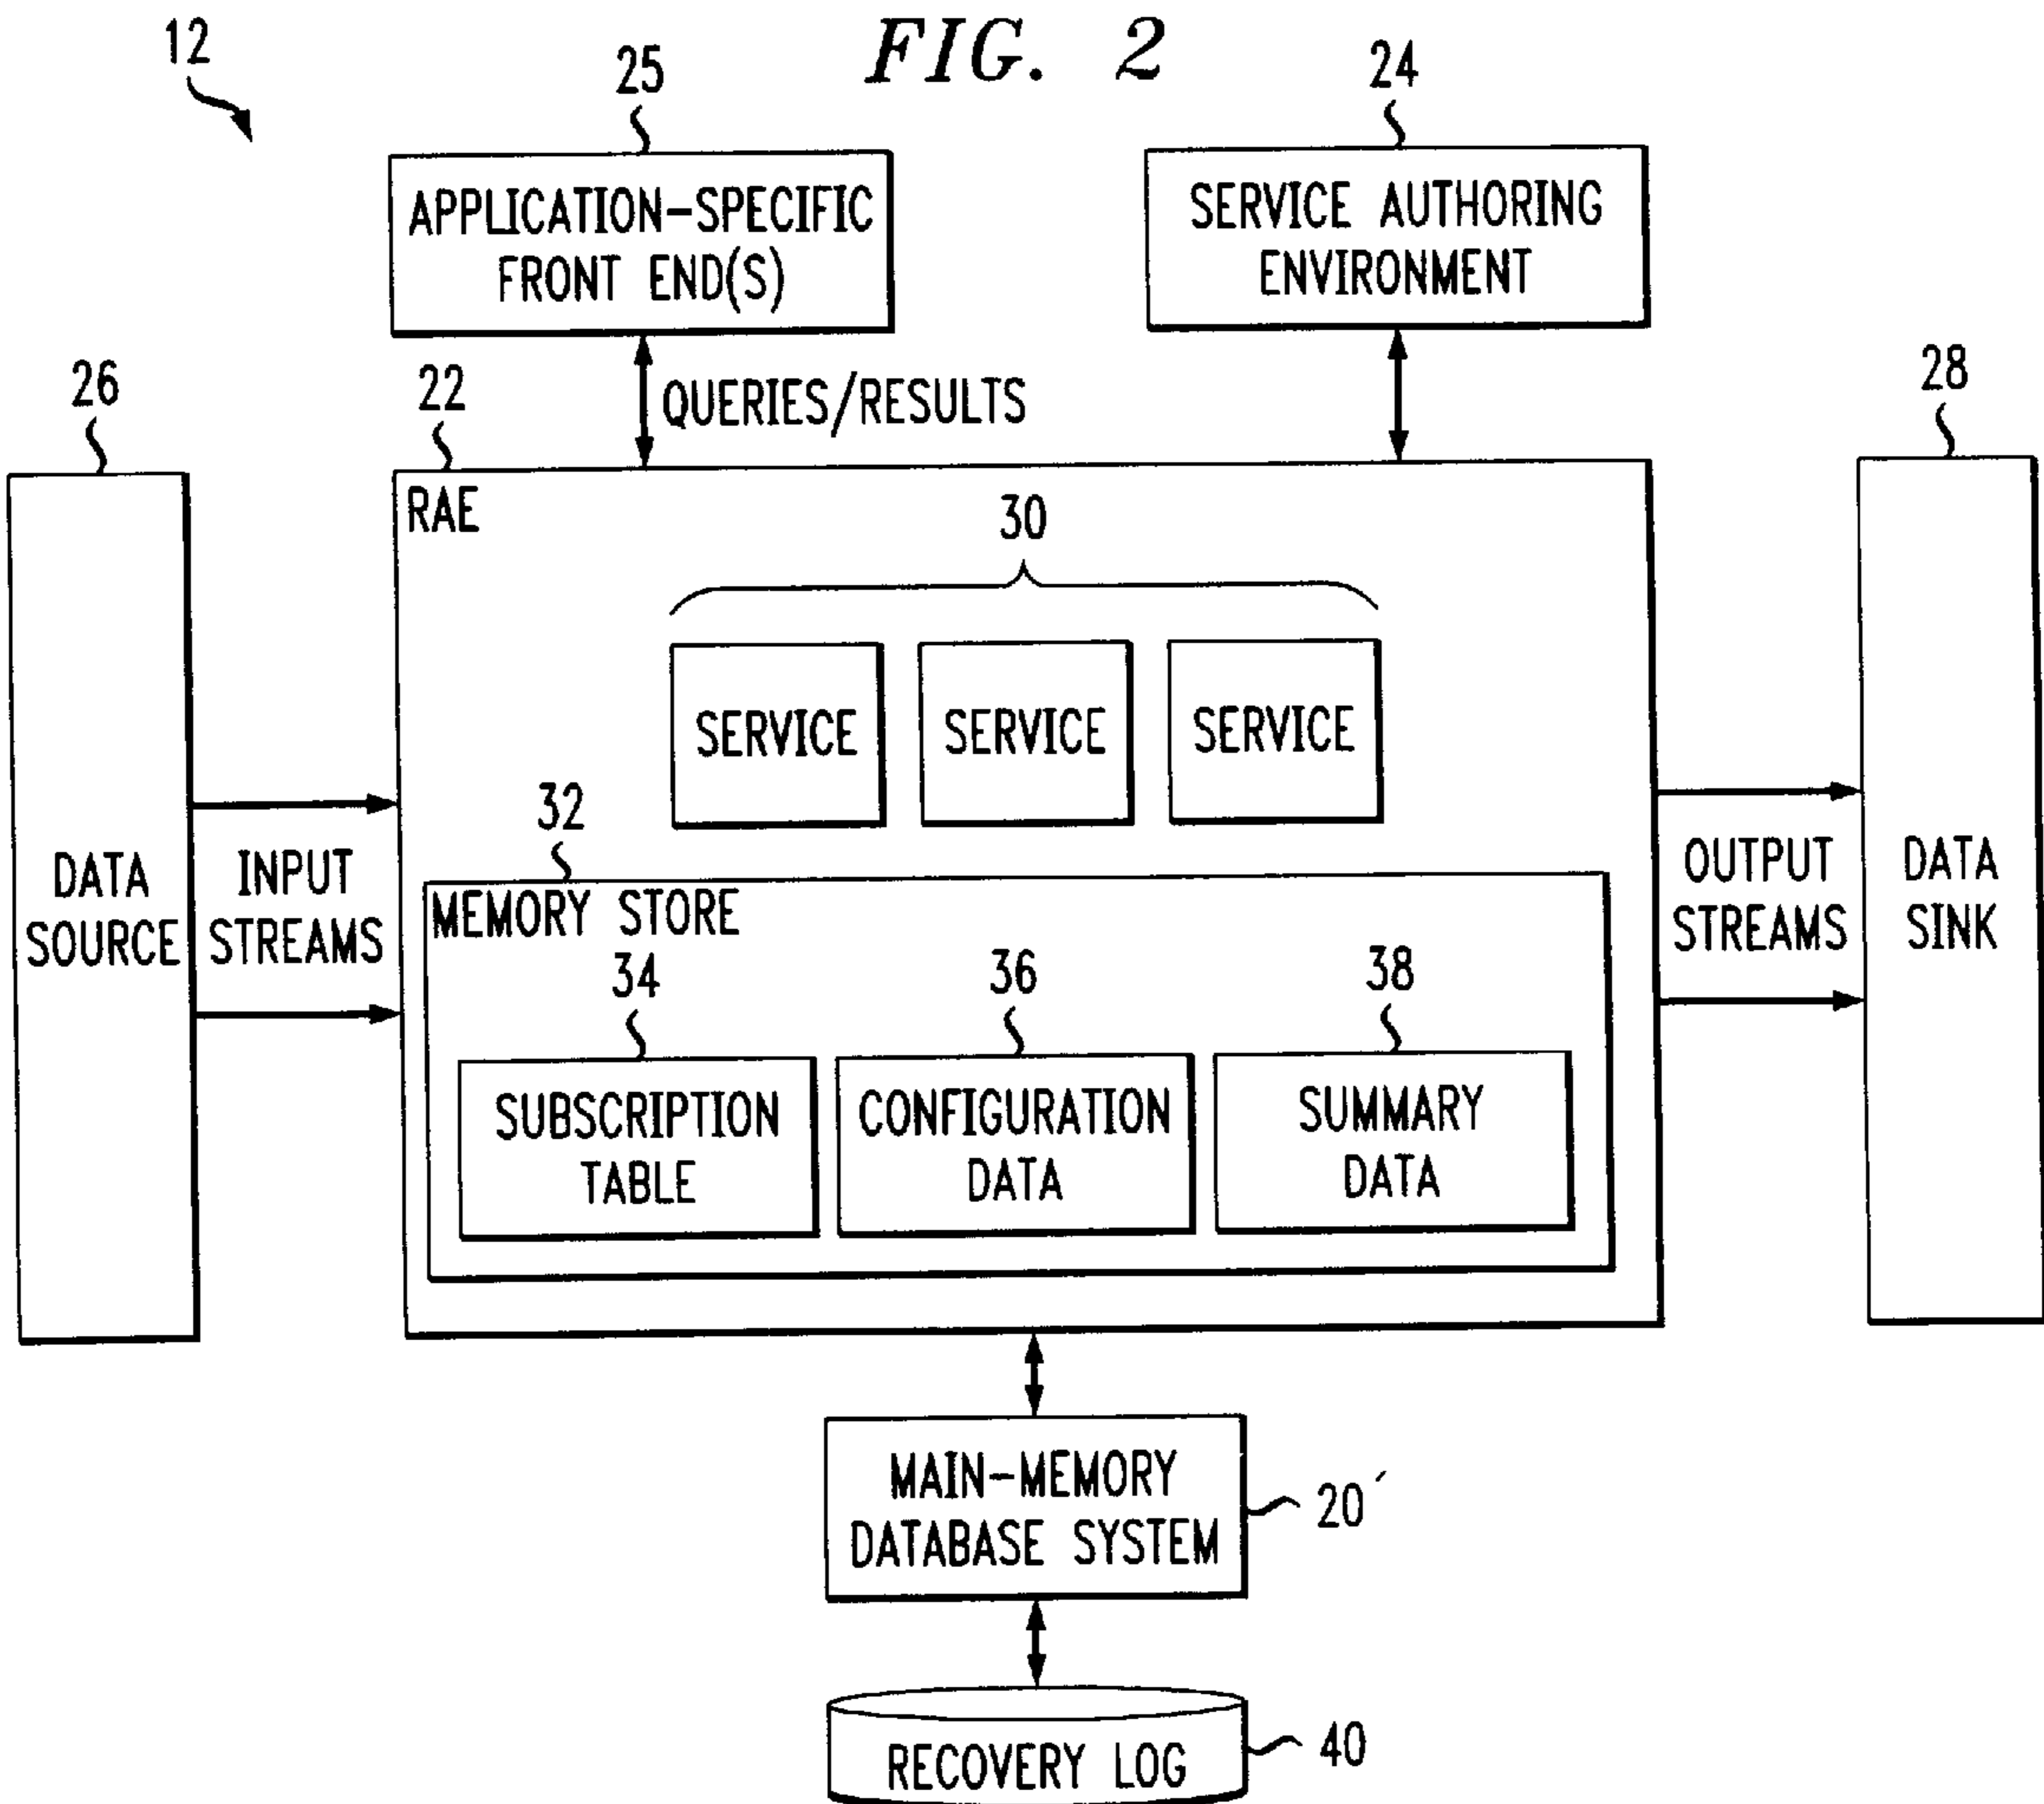 FIG. 2
12
25
24
APPLICATION-SPECIFIC
FRONT END(S)
SERVICE AUTHORING
ENVIRONMENT
26
22
QUERIES/RESULTS
28
RAE
30
SERVICE
SERVICE
SERVICE
32
DATA
SOURCE
INPUT
STREAMS
MEMORY STORE
OUTPUT
STREAMS
DATA
SINK
34
36
38
SUBSCRIPTION
TABLE
CONFIGURATION
DATA
SUMMARY
DATA
MAIN-MEMORY
DATABASE SYSTEM
20´
RECOVERY LOG
40